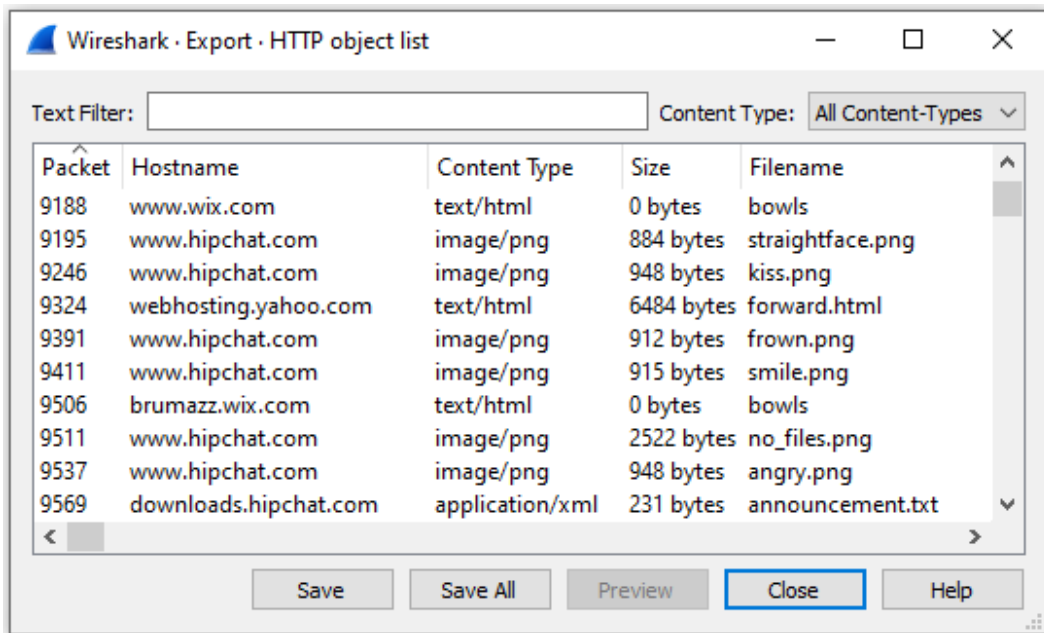 Wireshark · Export · HTTP object list
Text Filter: Content Type: All Content-Types
Packet Hostname Content Type Size Filename
9188 www.wix.com text/html 0 bytes bowls
9195 www.hipchat.com image/png 884 bytes straightface.png
9246 www.hipchat.com image/png 948 bytes kiss.png
9324 webhosting.yahoo.com text/html 6484 bytes forward.html
9391 www.hipchat.com image/png 912 bytes frown.png
9411 www.hipchat.com image/png 915 bytes smile.png
9506 brumazz.wix.com text/html 0 bytes bowls
9511 www.hipchat.com image/png 2522 bytes no_files.png
9537 www.hipchat.com image/png 948 bytes angry.png
9569 downloads.hipchat.com application/xml 231 bytes announcement.txt
Save Save All Preview Close Help